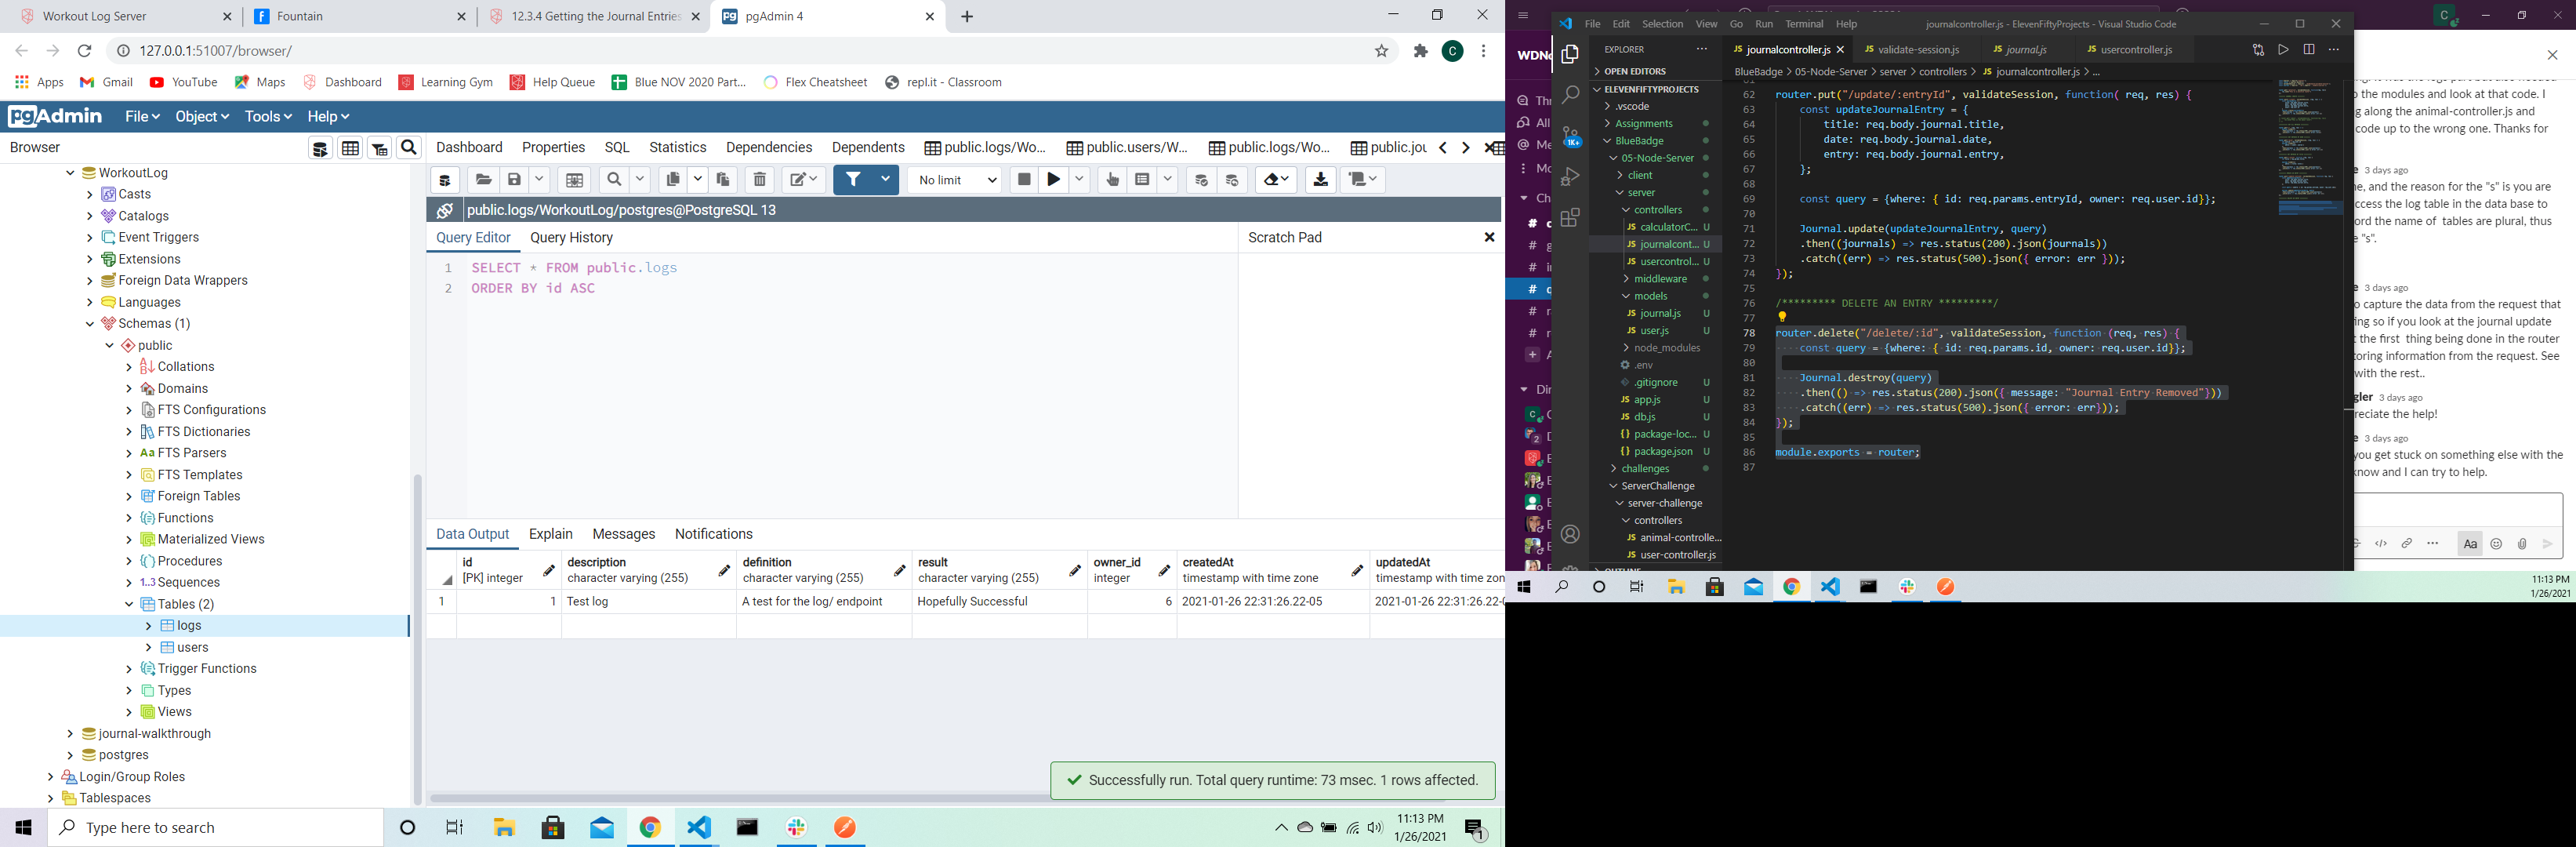 Workout Log Server
Fountain
12.3.4 Getting the Journal Entries
pgAdmin 4
127.0.0.1:51007/browser/
C
Apps
Gmail
YouTube
Maps
Dashboard
Learning Gym
Help Queue
Blue NOV 2020 Part...
Flex Cheatsheet
repl.it - Classroom
pgAdmin
File
Object
Tools
Help
Browser
Dashboard
Properties
SQL
Statistics
Dependencies
Dependents
public.logs/Wo...
public.users/W...
public.logs/Wo...
public.jou
WorkoutLog
Casts
Catalogs
Event Triggers
Extensions
Foreign Data Wrappers
Languages
Schemas (1)
public
Collations
Domains
FTS Configurations
FTS Dictionaries
FTS Parsers
FTS Templates
Foreign Tables
Functions
Materialized Views
Procedures
Sequences
Tables (2)
logs
users
Trigger Functions
Types
Views
journal-walkthrough
postgres
Login/Group Roles
Tablespaces
No limit
public.logs/WorkoutLog/postgres@PostgreSQL 13
Query Editor
Query History
Scratch Pad
1 SELECT * FROM public.logs
2 ORDER BY id ASC
Data Output
Explain
Messages
Notifications
id [PK] integer
description character varying (255)
definition character varying (255)
result character varying (255)
owner_id integer
createdAt timestamp with time zone
updatedAt timestamp with time zon
1 1 Test log A test for the log/ endpoint Hopefully Successful 6 2021-01-26 22:31:26.22-05 2021-01-26 22:31:26.22-0
Successfully run. Total query runtime: 73 msec. 1 rows affected.
Type here to search
11:13 PM
1/26/2021
1
File Edit Selection View Go Run Terminal Help
journalcontroller.js - ElevenFiftyProjects - Visual Studio Code
C
WDNo
EXPLORER
OPEN EDITORS
ELEVENFIFTYPROJECTS
.vscode
Assignments
BlueBadge
05-Node-Server
client
server
controllers
JS calculatorC... U
JS journalcont... U
JS usercontrol... U
middleware
models
JS journal.js U
JS user.js U
node_modules
.env
.gitignore U
JS app.js U
JS db.js U
{} package-loc... U
{} package.json U
challenges
ServerChallenge
server-challenge
controllers
JS animal-controlle...
JS user-controller.js
OUTLINE
1K+
JS journalcontroller.js
JS validate-session.js
JS journal.js
JS usercontroller.js
BlueBadge > 05-Node-Server > server > controllers > JS journalcontroller.js > ...
61
62 router.put("/update/:entryId", validateSession, function( req, res) {
63 const updateJournalEntry = {
64 title: req.body.journal.title,
65 date: req.body.journal.date,
66 entry: req.body.journal.entry,
67 };
68
69 const query = {where: { id: req.params.entryId, owner: req.user.id}};
70
71 Journal.update(updateJournalEntry, query)
72 .then((journals) => res.status(200).json(journals))
73 .catch((err) => res.status(500).json({ error: err }));
74 });
75
76 /********* DELETE AN ENTRY *********/
77
78 router.delete("/delete/:id", validateSession, function (req, res) {
79 const query = {where: { id: req.params.id, owner: req.user.id}};
80
81 Journal.destroy(query)
82 .then(() => res.status(200).json({ message: "Journal Entry Removed"}))
83 .catch((err) => res.status(500).json({ error: err}));
84 });
85
86 module.exports = router;
87
the modules and look at that code. I
g along the animal-controller.js and
code up to the wrong one. Thanks for
3 days ago
ne, and the reason for the "s" is you are
ccess the log table in the data base to
ord the name of tables are plural, thus
"s".
3 days ago
o capture the data from the request that
ing so if you look at the journal update
t the first thing being done in the router
toring information from the request. See
with the rest..
gler 3 days ago
reciate the help!
3 days ago
you get stuck on something else with the
know and I can try to help.
Aa
11:13 PM
1/26/2021